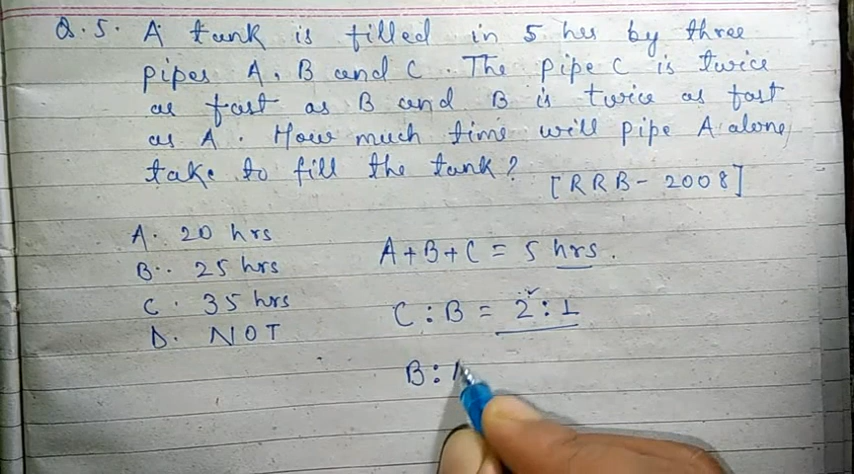 Q.5. A tank is filled in 5 hrs by three
pipes A, B and C. The pipe C is twice
as fast as B and B is twice as fast
as A. How much time will pipe A alone
take to fill the tank?
[RRB- 2008]
A. 20 hrs
B. 25 hrs
C. 35 hrs
D. NOT
A+B+C = 5 hrs.
C:B = 2:1
B: